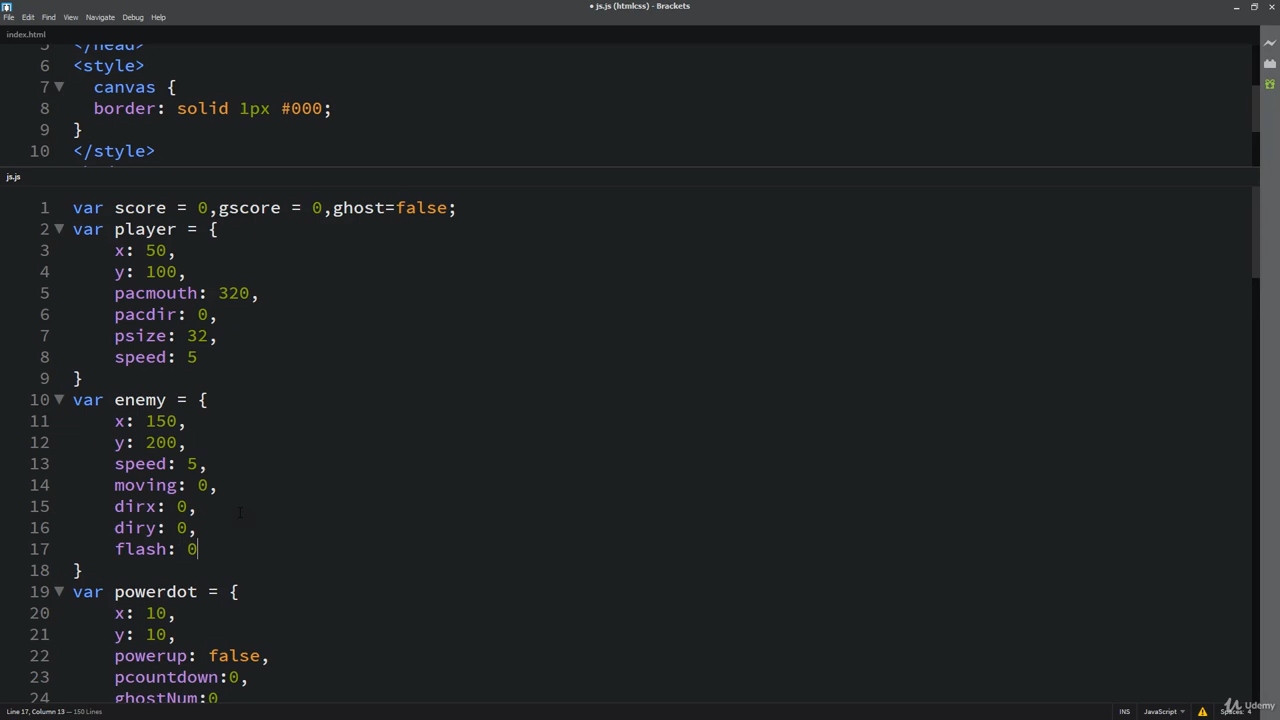 • js.js (htmlcss) - Brackets
File Edit Find View Navigate Debug Help
index.html
5 </head>
6 <style>
7 canvas {
8 border: solid 1px #000;
9 }
10 </style>
js.js
1 var score = 0,gscore = 0,ghost=false;
2 var player = {
3 x: 50,
4 y: 100,
5 pacmouth: 320,
6 pacdir: 0,
7 psize: 32,
8 speed: 5
9 }
10 var enemy = {
11 x: 150,
12 y: 200,
13 speed: 5,
14 moving: 0,
15 dirx: 0,
16 diry: 0,
17 flash: 0
18 }
19 var powerdot = {
20 x: 10,
21 y: 10,
22 powerup: false,
23 pcountdown:0,
24 ghostNum:0
Line 17, Column 13 — 150 Lines
INS JavaScript Spaces: 4
Udemy